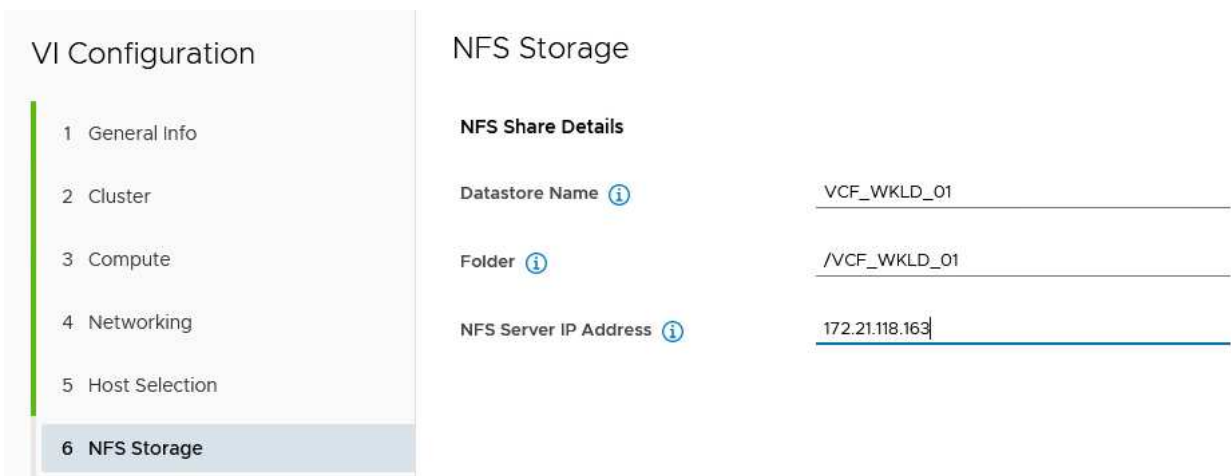 VI Configuration
1 General Info
2 Cluster
3 Compute
4 Networking
5 Host Selection
6 NFS Storage
NFS Storage
NFS Share Details
Datastore Name
VCF_WKLD_01
Folder
/VCF_WKLD_01
NFS Server IP Address
172.21.118.163